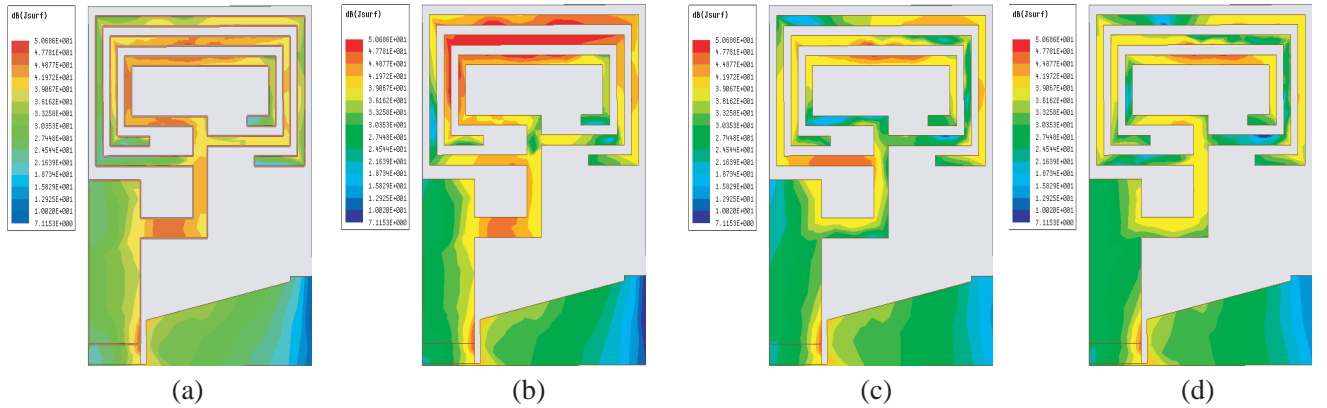 dB(Jsurf)
5.0686E+001
4.7781E+001
4.4877E+001
4.1972E+001
3.9067E+001
3.6162E+001
3.3258E+001
3.0353E+001
2.7448E+001
2.4544E+001
2.1639E+001
1.8734E+001
1.5829E+001
1.2925E+001
1.0020E+001
7.1153E+000
dB(Jsurf)
5.0686E+001
4.7781E+001
4.4877E+001
4.1972E+001
3.9067E+001
3.6162E+001
3.3258E+001
3.0353E+001
2.7448E+001
2.4544E+001
2.1639E+001
1.8734E+001
1.5829E+001
1.2925E+001
1.0020E+001
7.1153E+000
dB(Jsurf)
5.0686E+001
4.7781E+001
4.4877E+001
4.1972E+001
3.9067E+001
3.6162E+001
3.3258E+001
3.0353E+001
2.7448E+001
2.4544E+001
2.1639E+001
1.8734E+001
1.5829E+001
1.2925E+001
1.0020E+001
7.1153E+000
dB(Jsurf)
5.0686E+001
4.7781E+001
4.4877E+001
4.1972E+001
3.9067E+001
3.6162E+001
3.3258E+001
3.0353E+001
2.7448E+001
2.4544E+001
2.1639E+001
1.8734E+001
1.5829E+001
1.2925E+001
1.0020E+001
7.1153E+000
(a)
(b)
(c)
(d)